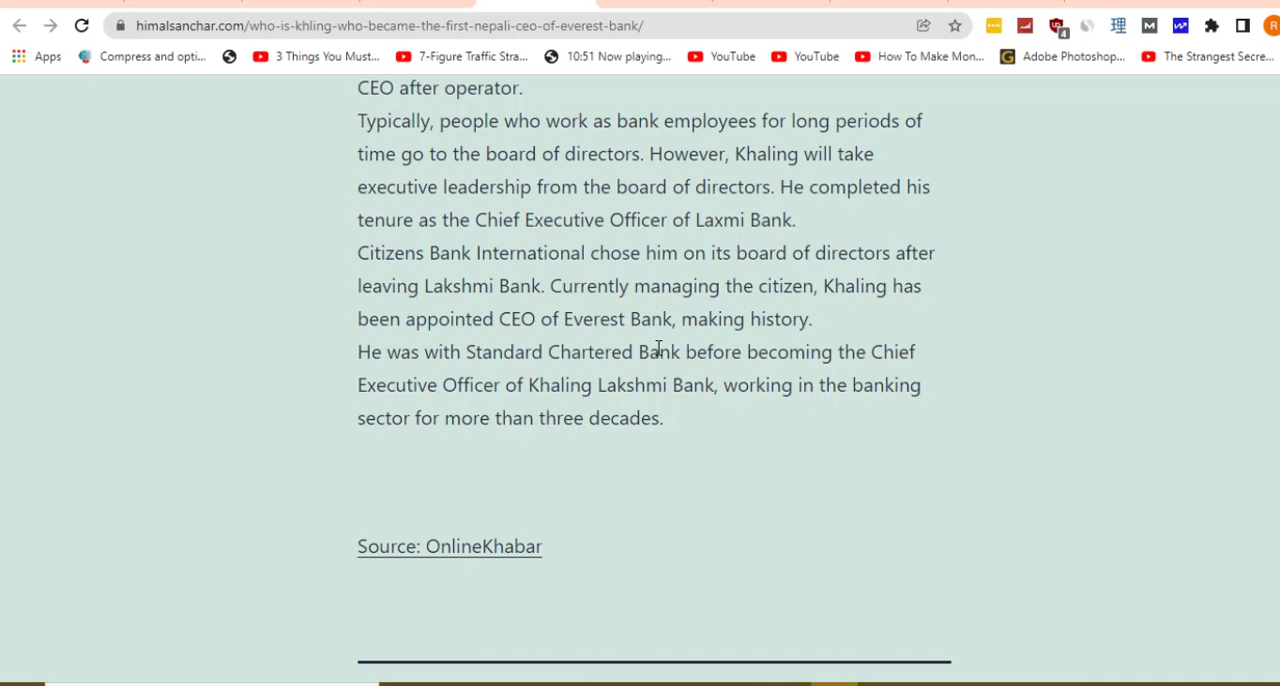 himalsanchar.com/who-is-khling-who-became-the-first-nepali-ceo-of-everest-bank/
理 M R
4
Apps Compress and opti... 3 Things You Must... 7-Figure Traffic Stra... 10:51 Now playing... YouTube YouTube How To Make Mon... Adobe Photoshop... The Strangest Secre...
CEO after operator.
Typically, people who work as bank employees for long periods of
time go to the board of directors. However, Khaling will take
executive leadership from the board of directors. He completed his
tenure as the Chief Executive Officer of Laxmi Bank.
Citizens Bank International chose him on its board of directors after
leaving Lakshmi Bank. Currently managing the citizen, Khaling has
been appointed CEO of Everest Bank, making history.
He was with Standard Chartered Bank before becoming the Chief
Executive Officer of Khaling Lakshmi Bank, working in the banking
sector for more than three decades.
Source: OnlineKhabar